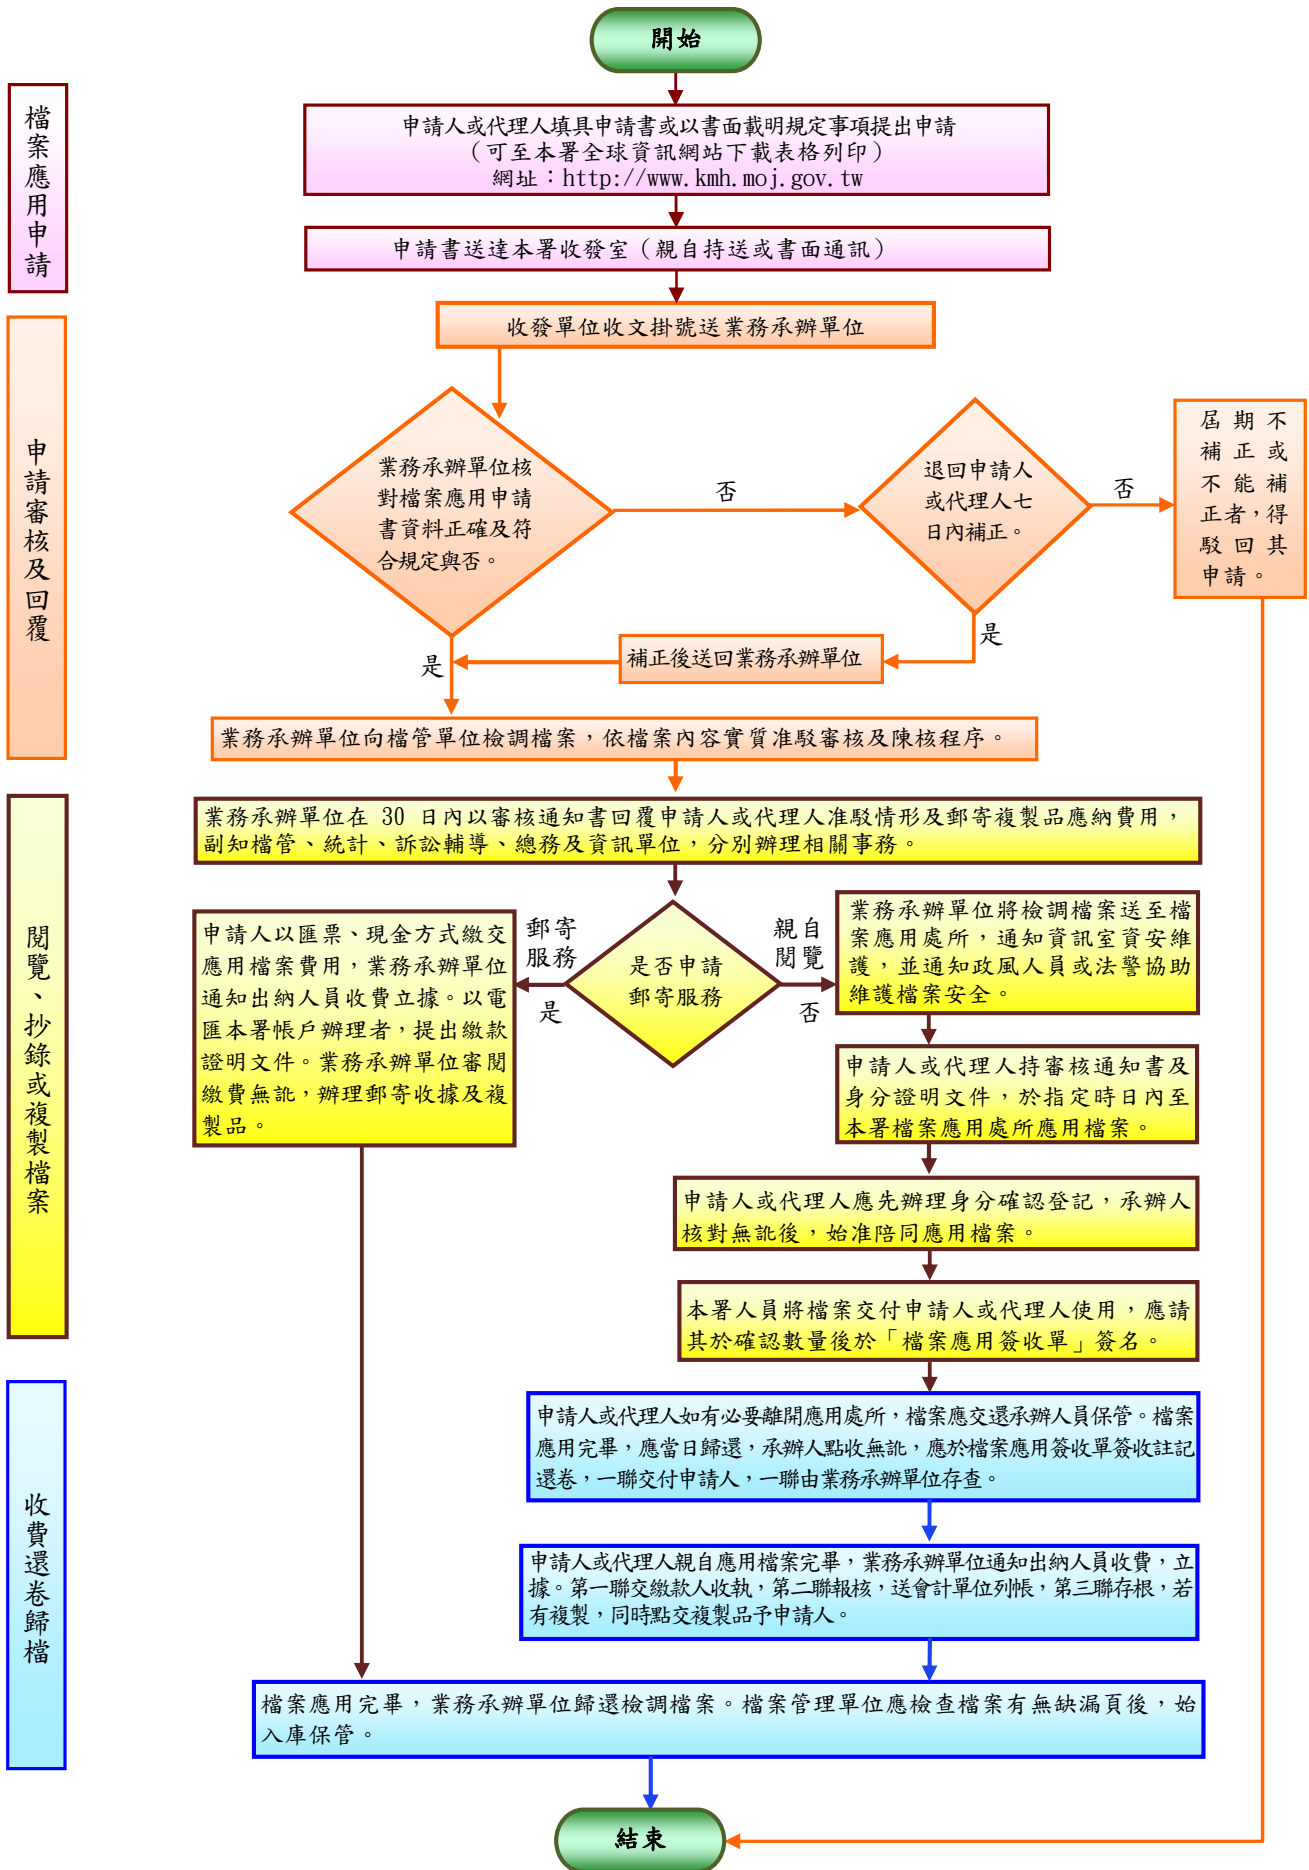 開始
檔案應用申請
申請人或代理人填具申請書或以書面載明規定事項提出申請
（可至本署全球資訊網站下載表格列印）
網址：http://www.kmh.moj.gov.tw
申請書送達本署收發室（親自持送或書面通訊）
申請審核及回覆
收發單位收文掛號送業務承辦單位
業務承辦單位核
對檔案應用申請
書資料正確及符
合規定與否。
否
退回申請人
或代理人七
日內補正。
否
屆期不
補正或
不能補
正者，得
駁回其
申請。
是
補正後送回業務承辦單位
是
業務承辦單位向檔管單位檢調檔案，依檔案內容實質准駁審核及陳核程序。
閱覽、抄錄或複製檔案
業務承辦單位在 30 日內以審核通知書回覆申請人或代理人准駁情形及郵寄複製品應納費用，
副知檔管、統計、訴訟輔導、總務及資訊單位，分別辦理相關事務。
是否申請
郵寄服務
郵寄
服務
是
申請人以匯票、現金方式繳交
應用檔案費用，業務承辦單位
通知出納人員收費立據。以電
匯本署帳戶辦理者，提出繳款
證明文件。業務承辦單位審閱
繳費無訛，辦理郵寄收據及複
製品。
親自
閱覽
否
業務承辦單位將檢調檔案送至檔
案應用處所，通知資訊室資安維
護，並通知政風人員或法警協助
維護檔案安全。
申請人或代理人持審核通知書及
身分證明文件，於指定時日內至
本署檔案應用處所應用檔案。
申請人或代理人應先辦理身分確認登記，承辦人
核對無訛後，始准陪同應用檔案。
本署人員將檔案交付申請人或代理人使用，應請
其於確認數量後於「檔案應用簽收單」簽名。
收費還卷歸檔
申請人或代理人如有必要離開應用處所，檔案應交還承辦人員保管。檔案
應用完畢，應當日歸還，承辦人點收無訛，應於檔案應用簽收單簽收註記
還卷，一聯交付申請人，一聯由業務承辦單位存查。
申請人或代理人親自應用檔案完畢，業務承辦單位通知出納人員收費，立
據。第一聯交繳款人收執，第二聯報核，送會計單位列帳，第三聯存根，若
有複製，同時點交複製品予申請人。
檔案應用完畢，業務承辦單位歸還檢調檔案。檔案管理單位應檢查檔案有無缺漏頁後，始
入庫保管。
結束